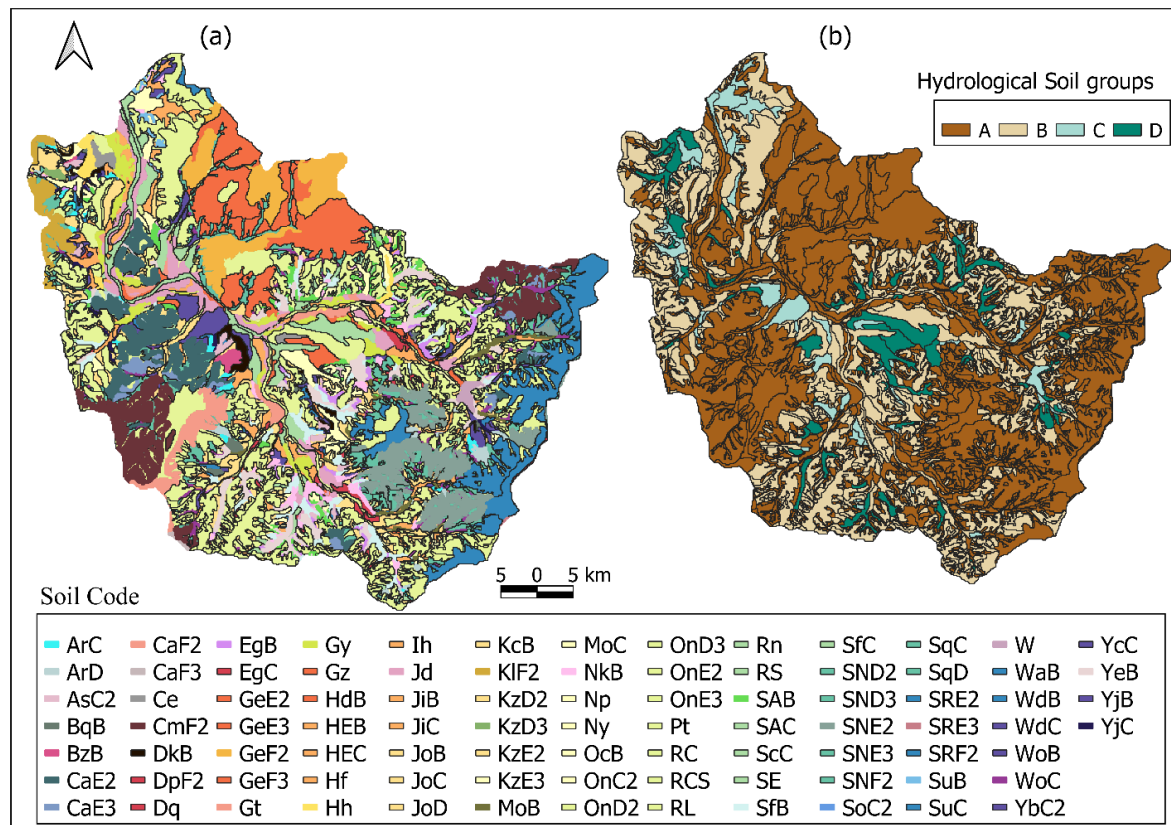 (a) (b)
Hydrological Soil groups
A B C D
5 0 5 km
Soil Code
ArC CaF2 EgB Gy Ih KcB MoC OnD3 Rn SfC SqC W YcC
ArD CaF3 EgC Gz Jd KlF2 NkB OnE2 RS SND2 SqD WaB YeB
AsC2 Ce GeE2 HdB JiB KzD2 Np OnE3 SAB SND3 SRE2 WdB YjB
BqB CmF2 GeE3 HEB JiC KzD3 Ny Pt SAC SNE2 SRE3 WdC YjC
BzB DkB GeF2 HEC JoB KzE2 OcB RC ScC SNE3 SRF2 WoB
CaE2 DpF2 GeF3 Hf JoC KzE3 OnC2 RCS SE SNF2 SuB WoC
CaE3 Dq Gt Hh JoD MoB OnD2 RL SfB SoC2 SuC YbC2